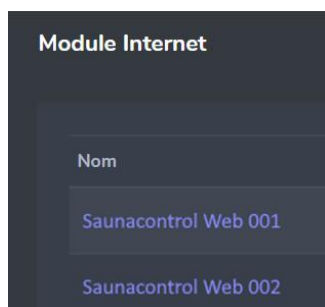 Module Internet
Nom
Saunacontrol Web 001
Saunacontrol Web 002